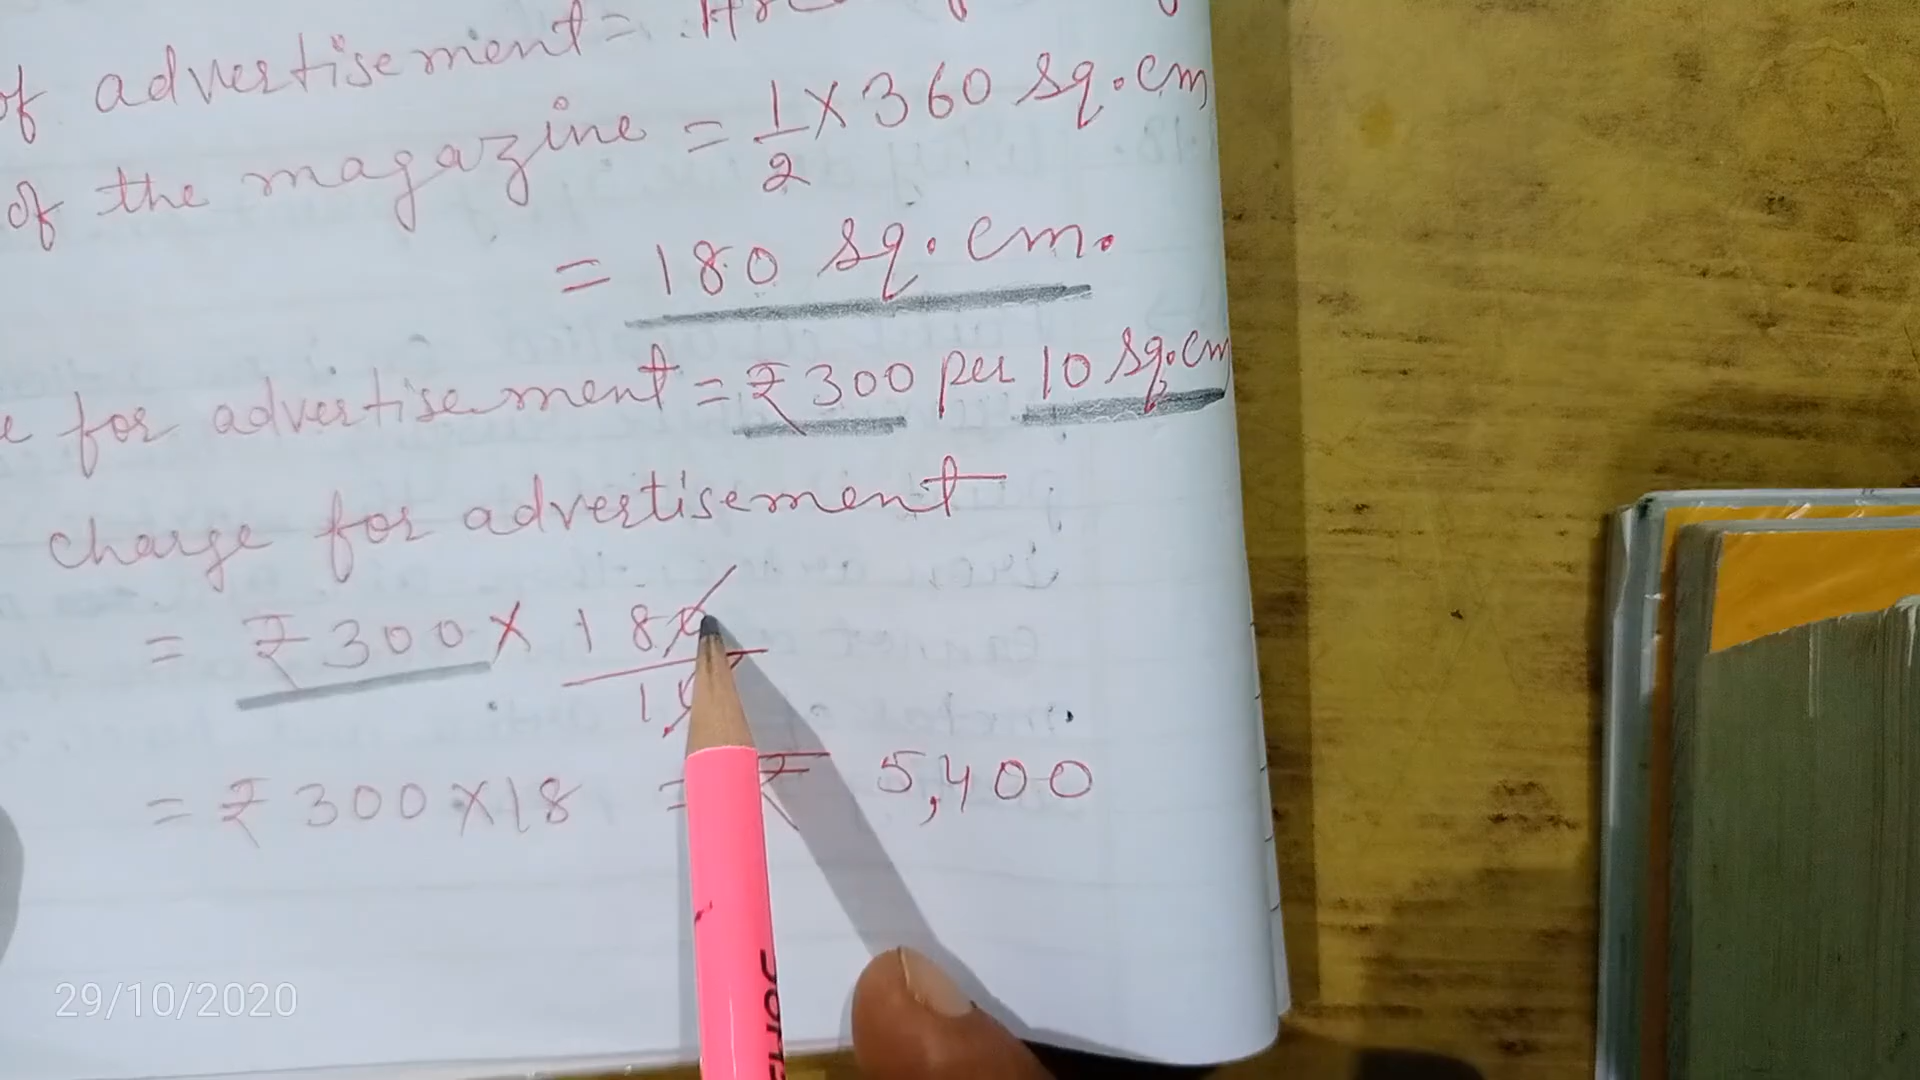 of advertisement =
of the magazine = 1/2 × 360 sq.cm
= 180 sq.cm.
for advertisement = ₹300 per 10 sq.cm
charge for advertisement
= ₹300 × 180/10
= ₹300×18 = ₹ 5,400
29/10/2020